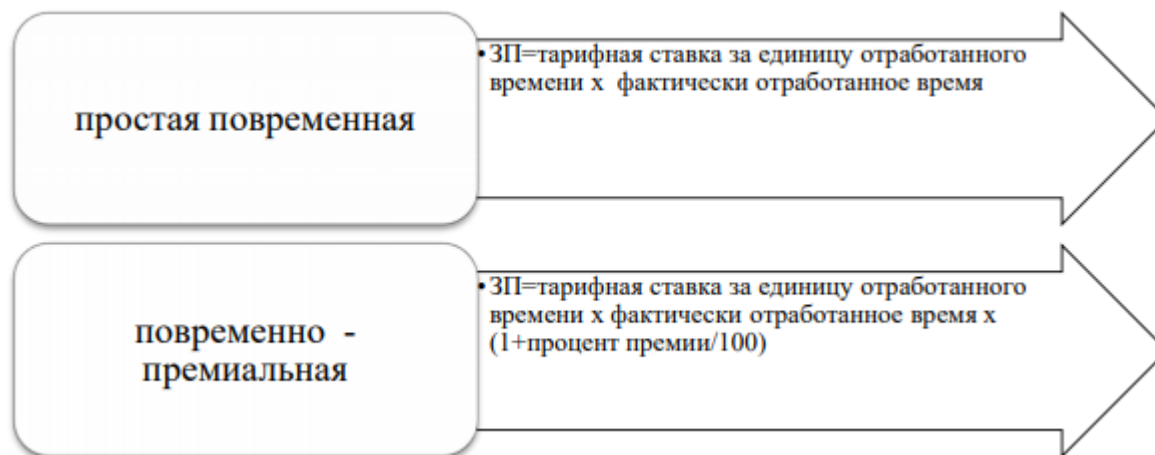 простая повременная
•ЗП=тарифная ставка за единицу отработанного
времени х  фактически отработанное время
повременно  -
премиальная
•ЗП=тарифная ставка за единицу отработанного
времени х фактически отработанное время х
(1+процент премии/100)